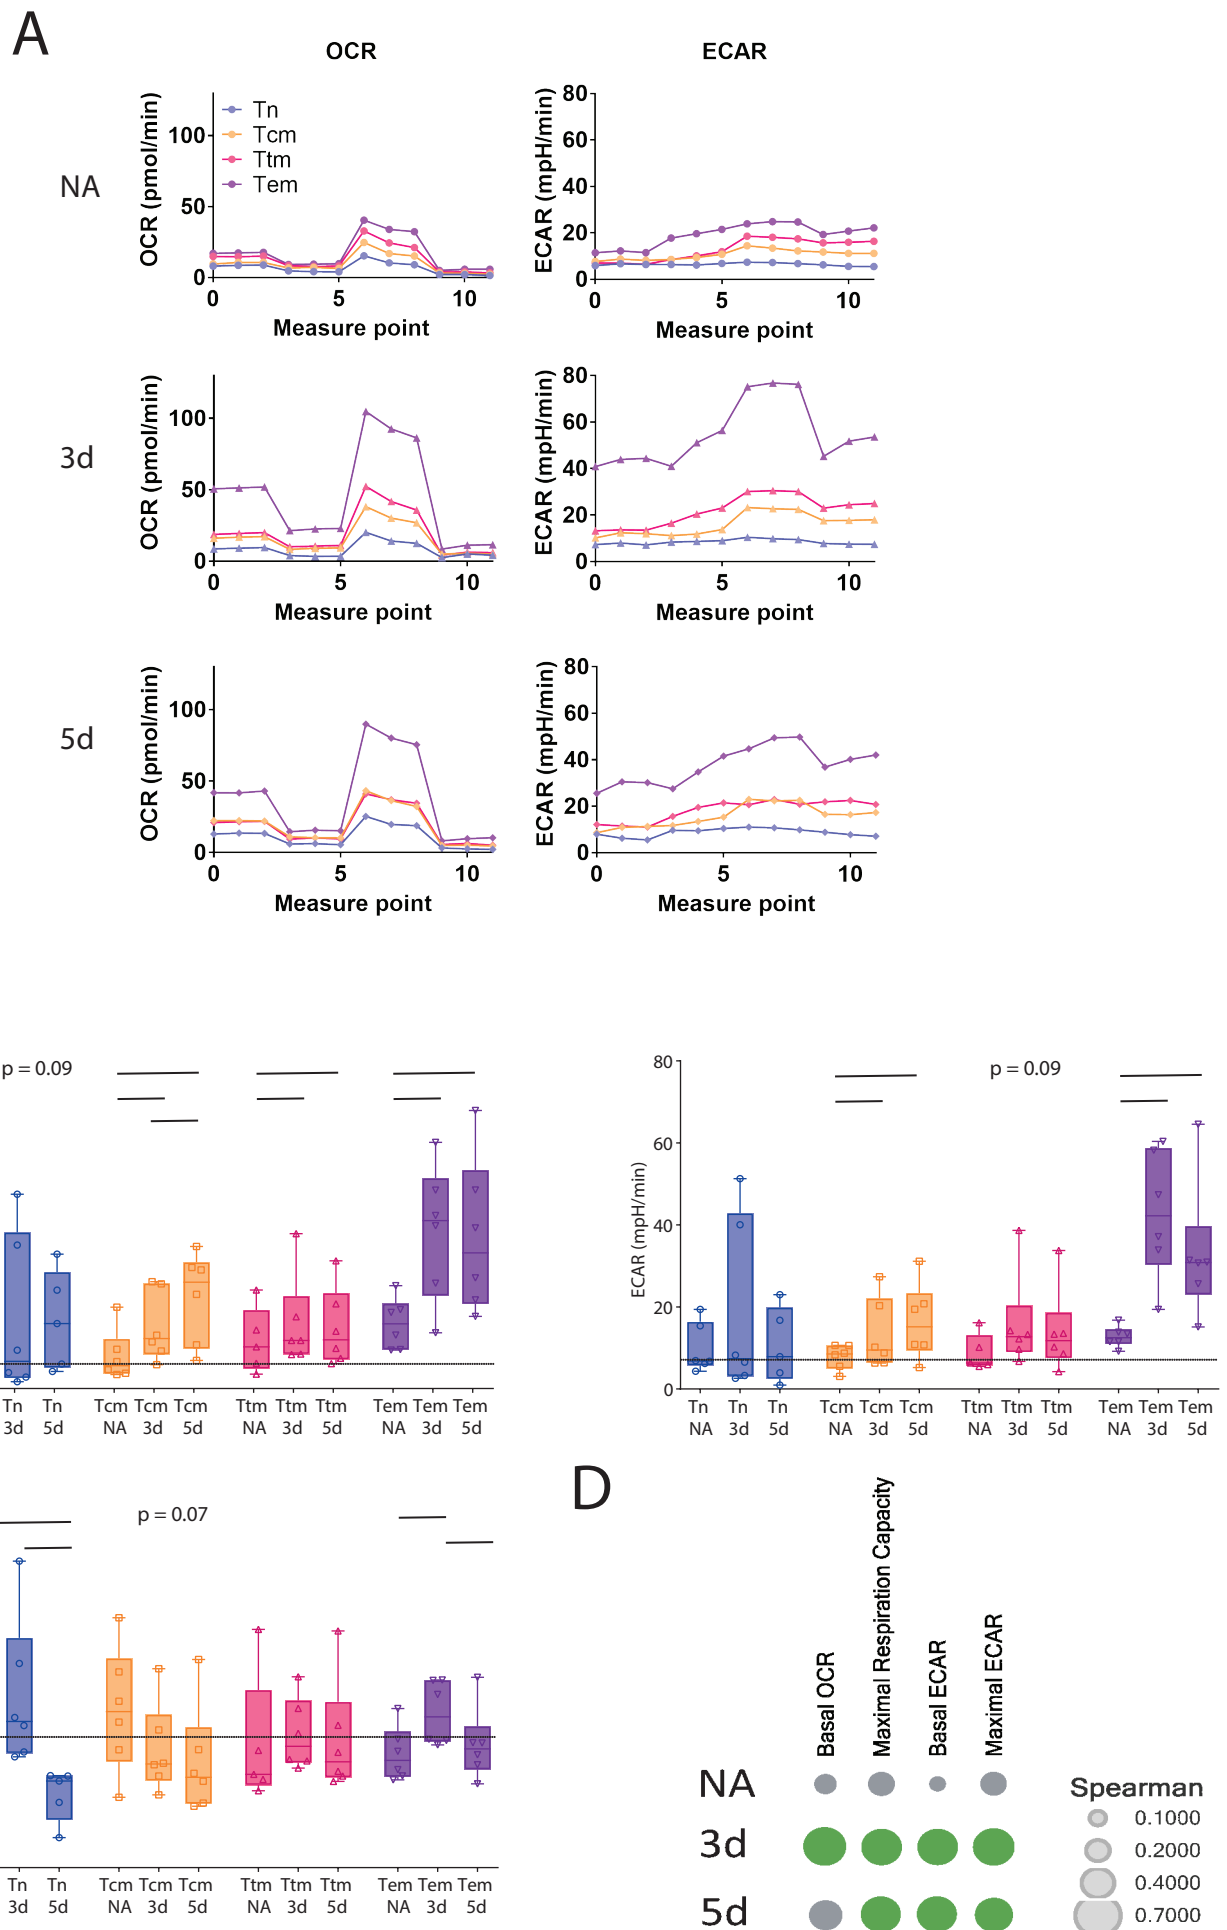 A
OCR
ECAR
NA
OCR (pmol/min)
100
50
0
Tn
Tcm
Ttm
Tem
0 5 10
Measure point
ECAR (mpH/min)
80
60
40
20
0
0 5 10
Measure point
3d
OCR (pmol/min)
100
50
0
0 5 10
Measure point
ECAR (mpH/min)
80
60
40
20
0
0 5 10
Measure point
5d
OCR (pmol/min)
100
50
0
0 5 10
Measure point
ECAR (mpH/min)
80
60
40
20
0
0 5 10
Measure point
p = 0.09
Tn Tn Tcm Tcm Tcm Ttm Ttm Ttm Tem Tem Tem
3d 5d NA 3d 5d NA 3d 5d NA 3d 5d
p = 0.09
ECAR (mpH/min)
80
60
40
20
0
Tn Tn Tn Tcm Tcm Tcm Ttm Ttm Ttm Tem Tem Tem
NA 3d 5d NA 3d 5d NA 3d 5d NA 3d 5d
p = 0.07
Tn Tn Tcm Tcm Tcm Ttm Ttm Ttm Tem Tem Tem
3d 5d NA 3d 5d NA 3d 5d NA 3d 5d
D
Basal OCR
Maximal Respiration Capacity
Basal ECAR
Maximal ECAR
NA
3d
5d
Spearman
0.1000
0.2000
0.4000
0.7000